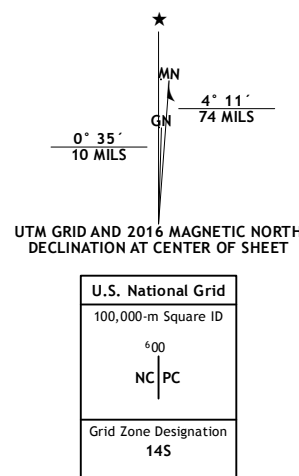 ★
MN
GN
4° 11´
74 MILS
0° 35´
10 MILS
UTM GRID AND 2016 MAGNETIC NORTH
DECLINATION AT CENTER OF SHEET
U.S. National Grid
100,000-m Square ID
⁶00
NC PC
Grid Zone Designation
14S